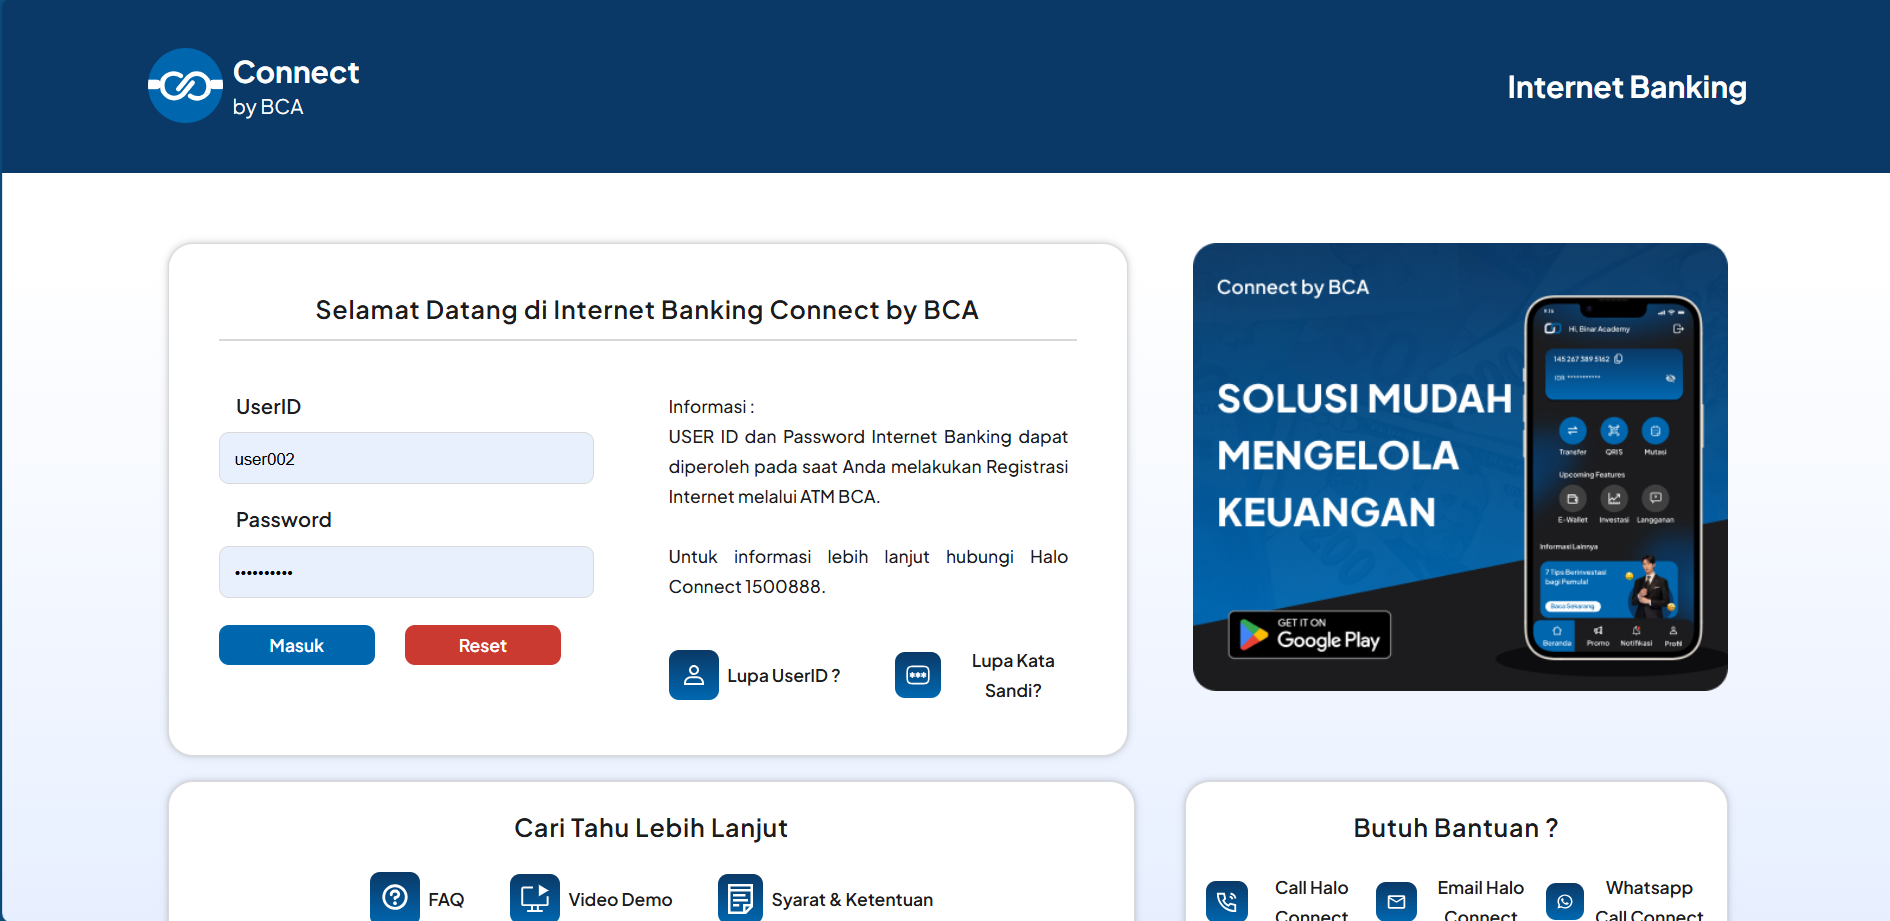 Connect
by BCA
Internet Banking
Selamat Datang di Internet Banking Connect by BCA
UserID
user002
Password
••••••••••
Masuk
Reset
Informasi :
USER ID dan Password Internet Banking dapat
diperoleh pada saat Anda melakukan Registrasi
Internet melalui ATM BCA.
Untuk informasi lebih lanjut hubungi Halo
Connect 1500888.
Lupa UserID ?
Lupa Kata
Sandi?
Connect by BCA
SOLUSI MUDAH
MENGELOLA
KEUANGAN
GET IT ON
Google Play
9:15
Hi, Binar Academy
145 267 389 5162
IDR ***********
Transfer
QRIS
Mutasi
Upcoming Features
E-Wallet
Investasi
Langganan
Informasi Lainnya
7 Tips Berinvestasi
bagi Pemula!
Baca Sekarang
Beranda
Promo
Notifikasi
Profil
Cari Tahu Lebih Lanjut
FAQ
Video Demo
Syarat & Ketentuan
Butuh Bantuan ?
Call Halo
Connect
Email Halo
Connect
Whatsapp
Call Connect